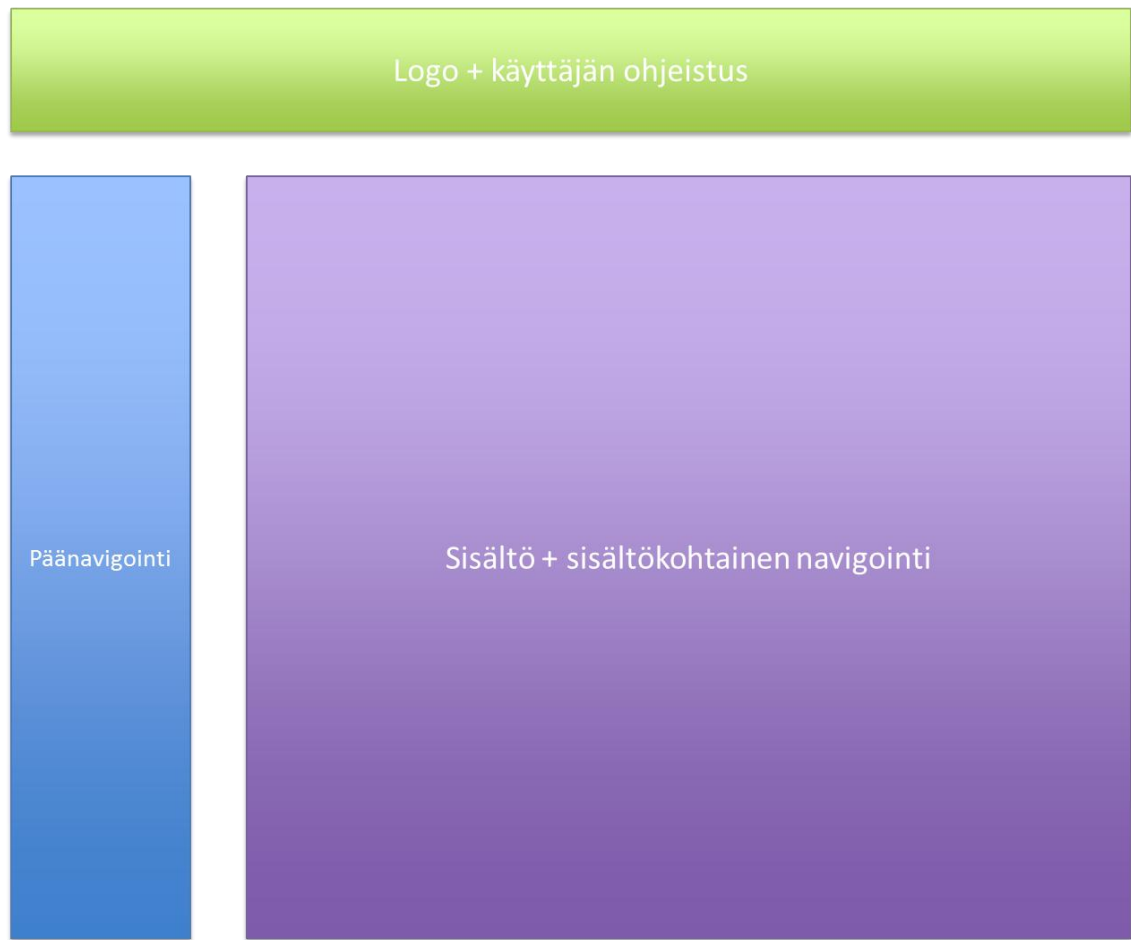 Logo + käyttäjän ohjeistus
Päänavigointi
Sisältö + sisältökohtainen navigointi